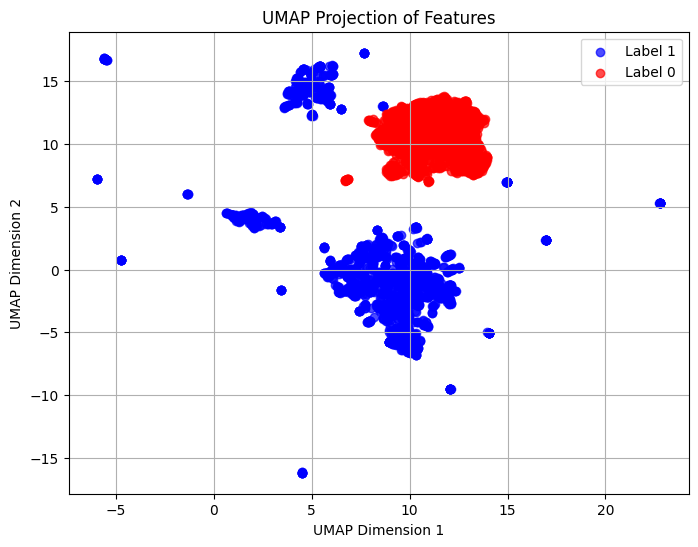 UMAP Projection of Features
Label 1
Label 0
UMAP Dimension 2
15
10
5
0
−5
−10
−15
−5
0
5
10
15
20
UMAP Dimension 1